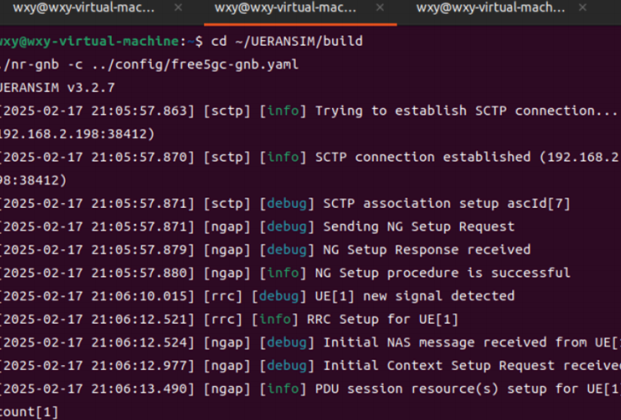 wxy@wxy-virtual-mac... × wxy@wxy-virtual-mac... × wxy@wxy-virtual-mach... ×
wxy@wxy-virtual-machine:~$ cd ~/UERANSIM/build
./nr-gnb -c ../config/free5gc-gnb.yaml
UERANSIM v3.2.7
[2025-02-17 21:05:57.863] [sctp] [info] Trying to establish SCTP connection...
192.168.2.198:38412)
[2025-02-17 21:05:57.870] [sctp] [info] SCTP connection established (192.168.2
98:38412)
[2025-02-17 21:05:57.871] [sctp] [debug] SCTP association setup ascId[7]
[2025-02-17 21:05:57.871] [ngap] [debug] Sending NG Setup Request
[2025-02-17 21:05:57.879] [ngap] [debug] NG Setup Response received
[2025-02-17 21:05:57.880] [ngap] [info] NG Setup procedure is successful
[2025-02-17 21:06:10.015] [rrc] [debug] UE[1] new signal detected
[2025-02-17 21:06:12.521] [rrc] [info] RRC Setup for UE[1]
[2025-02-17 21:06:12.524] [ngap] [debug] Initial NAS message received from UE[
[2025-02-17 21:06:12.977] [ngap] [debug] Initial Context Setup Request receive
[2025-02-17 21:06:13.490] [ngap] [info] PDU session resource(s) setup for UE[1
count[1]